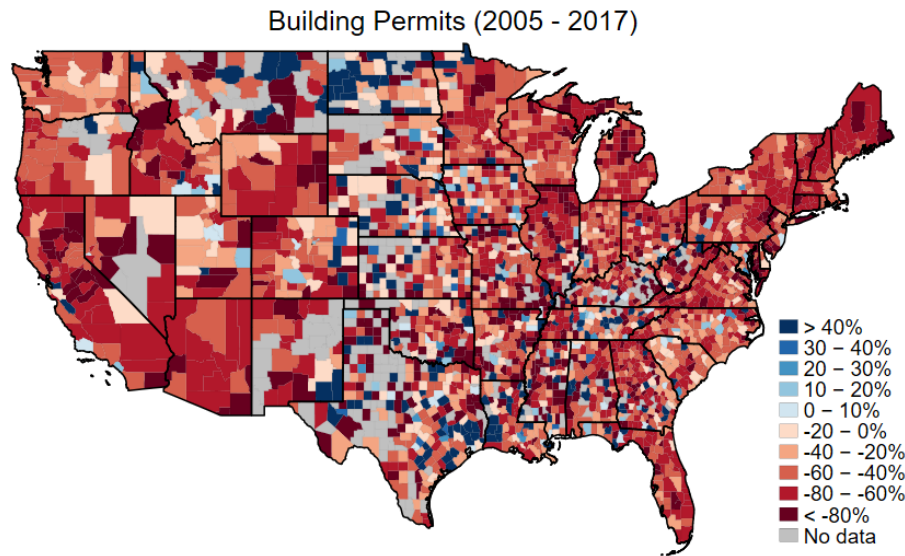 Building Permits (2005 - 2017)
> 40%
30 – 40%
20 – 30%
10 – 20%
0 – 10%
-20 – 0%
-40 – -20%
-60 – -40%
-80 – -60%
< -80%
No data